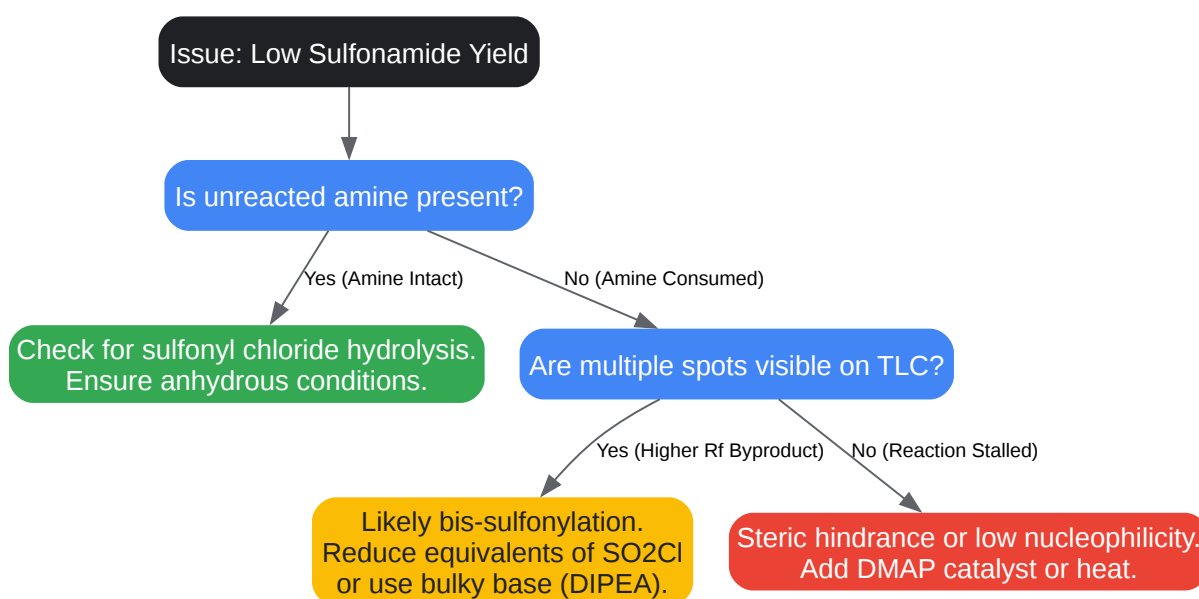 Issue: Low Sulfonamide Yield
Is unreacted amine present?
Yes (Amine Intact)
No (Amine Consumed)
Check for sulfonyl chloride hydrolysis.
Ensure anhydrous conditions.
Are multiple spots visible on TLC?
Yes (Higher Rf Byproduct)
No (Reaction Stalled)
Likely bis-sulfonylation.
Reduce equivalents of SO2Cl
or use bulky base (DIPEA).
Steric hindrance or low nucleophilicity.
Add DMAP catalyst or heat.